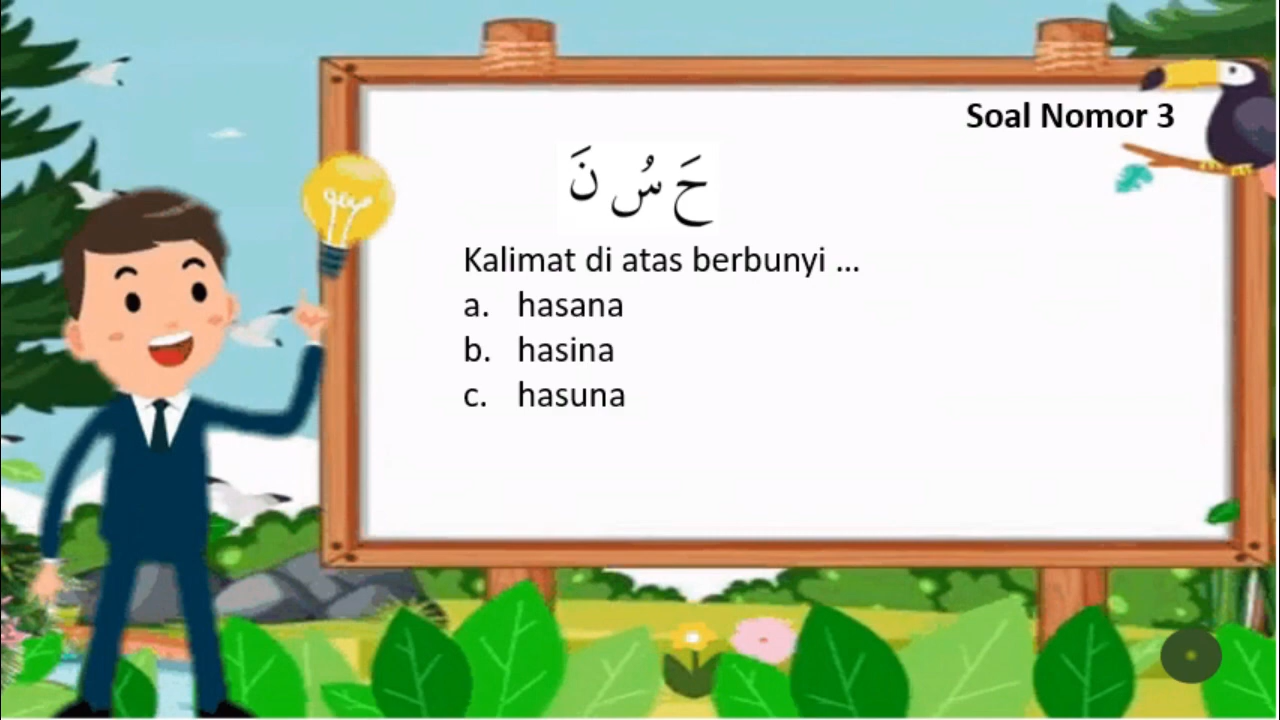 Soal Nomor 3
حَ سُ نَ
Kalimat di atas berbunyi ...
a. hasana
b. hasina
c. hasuna